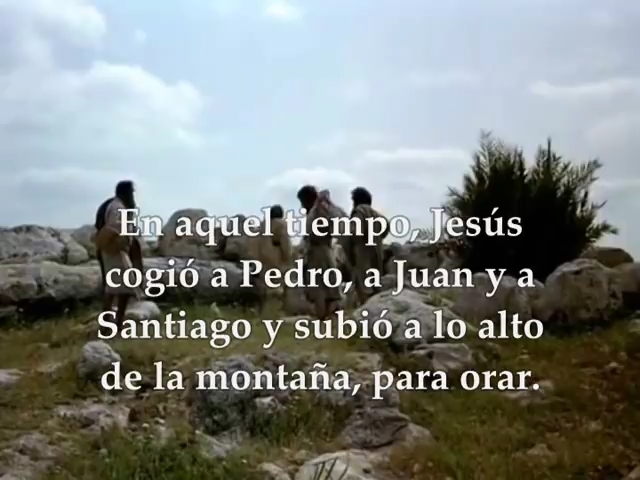 En aquel tiempo, Jesús
cogió a Pedro, a Juan y a
Santiago y subió a lo alto
de la montaña, para orar.